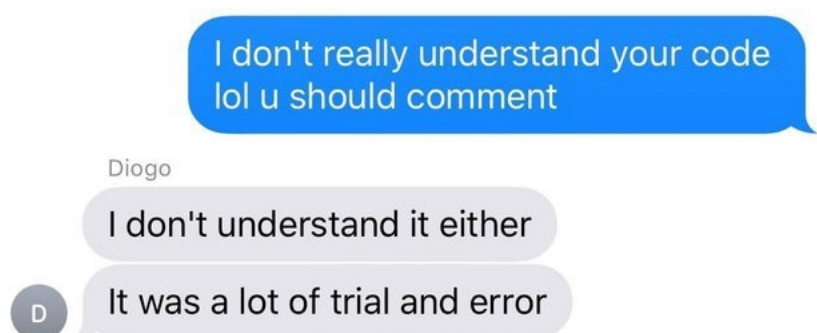 I don't really understand your code
lol u should comment
Diogo
I don't understand it either
It was a lot of trial and error
D